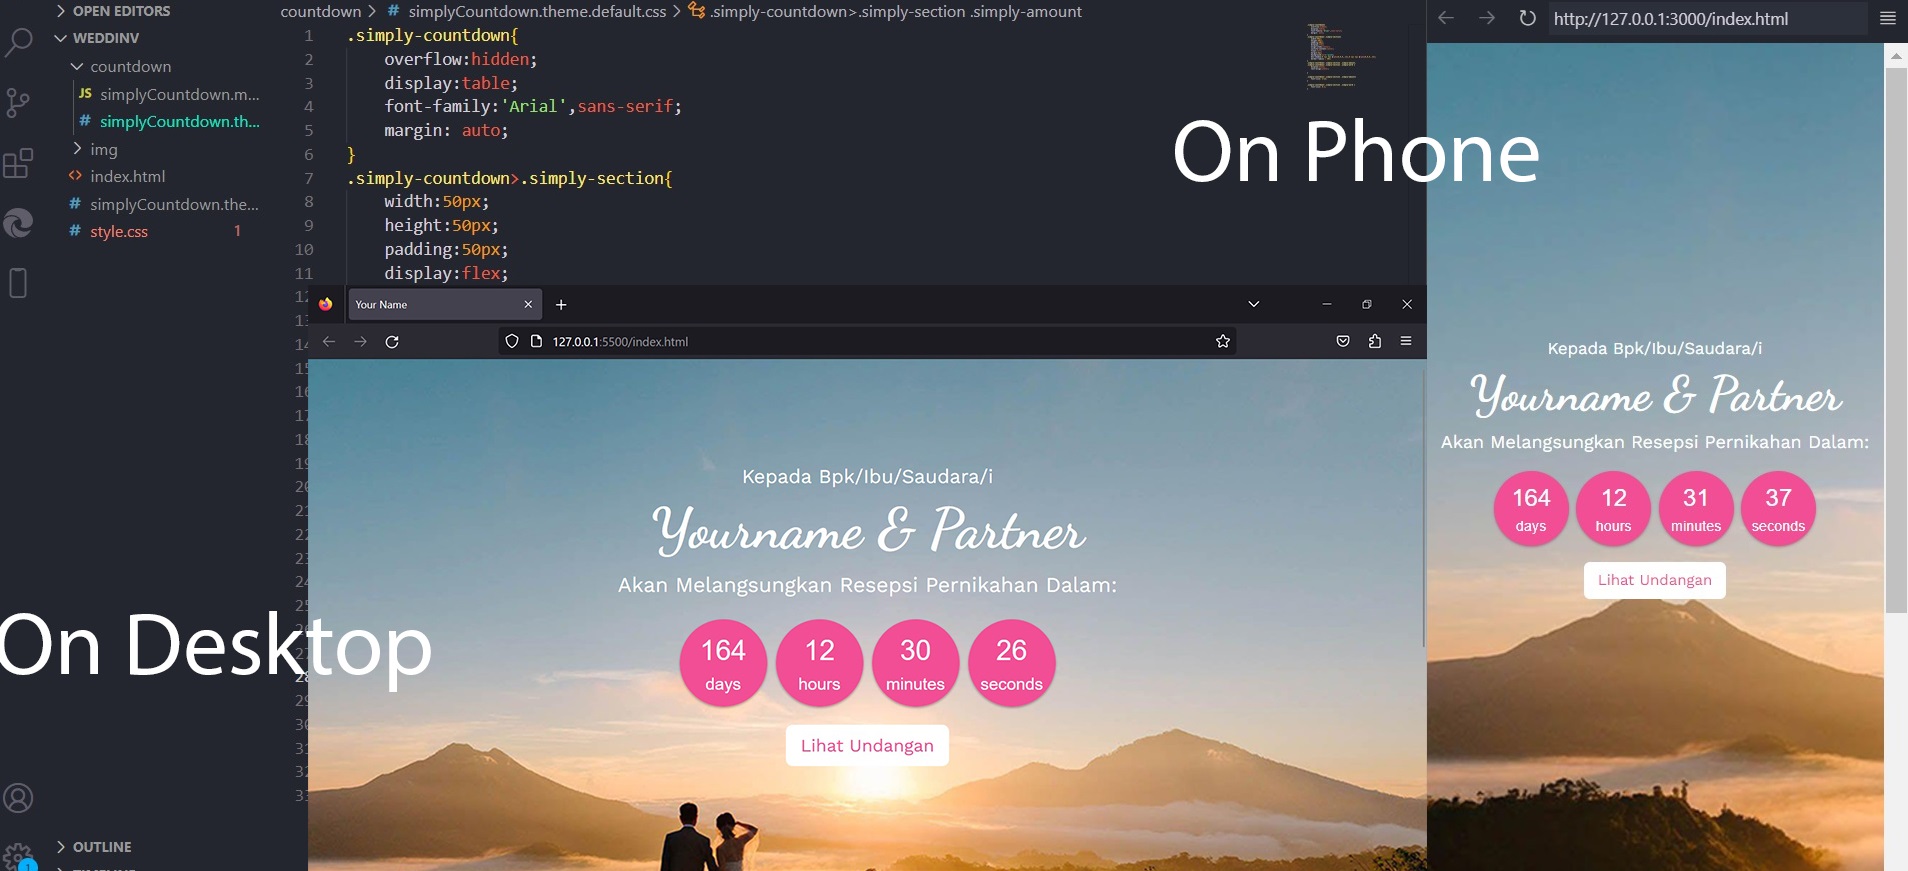 OPEN EDITORS
WEDDINV
countdown
JS simplyCountdown.m...
# simplyCountdown.th...
img
<> index.html
# simplyCountdown.the...
# style.css 1
OUTLINE
countdown > # simplyCountdown.theme.default.css > .simply-countdown>.simply-section .simply-amount
1 .simply-countdown{
2 overflow:hidden;
3 display:table;
4 font-family:'Arial',sans-serif;
5 margin: auto;
6 }
7 .simply-countdown>.simply-section{
8 width:50px;
9 height:50px;
10 padding:50px;
11 display:flex;
On Phone
On Desktop
Your Name
127.0.0.1:5500/index.html
Kepada Bpk/Ibu/Saudara/i
Yourname & Partner
Akan Melangsungkan Resepsi Pernikahan Dalam:
164 12 30 26
days hours minutes seconds
Lihat Undangan
http://127.0.0.1:3000/index.html
Kepada Bpk/Ibu/Saudara/i
Yourname & Partner
Akan Melangsungkan Resepsi Pernikahan Dalam:
164 12 31 37
days hours minutes seconds
Lihat Undangan